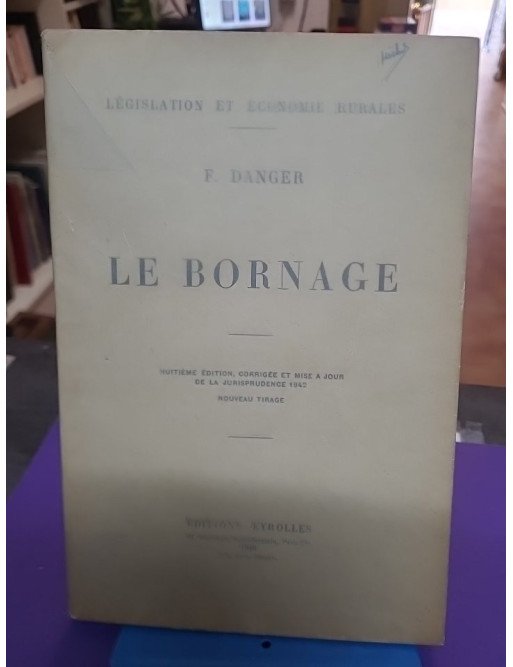 LÉGISLATION ET ÉCONOMIE RURALES
F. DANGER
LE BORNAGE
HUITIÈME ÉDITION, CORRIGÉE ET MISE A JOUR
DE LA JURISPRUDENCE 1942
NOUVEAU TIRAGE
ÉDITIONS EYROLLES